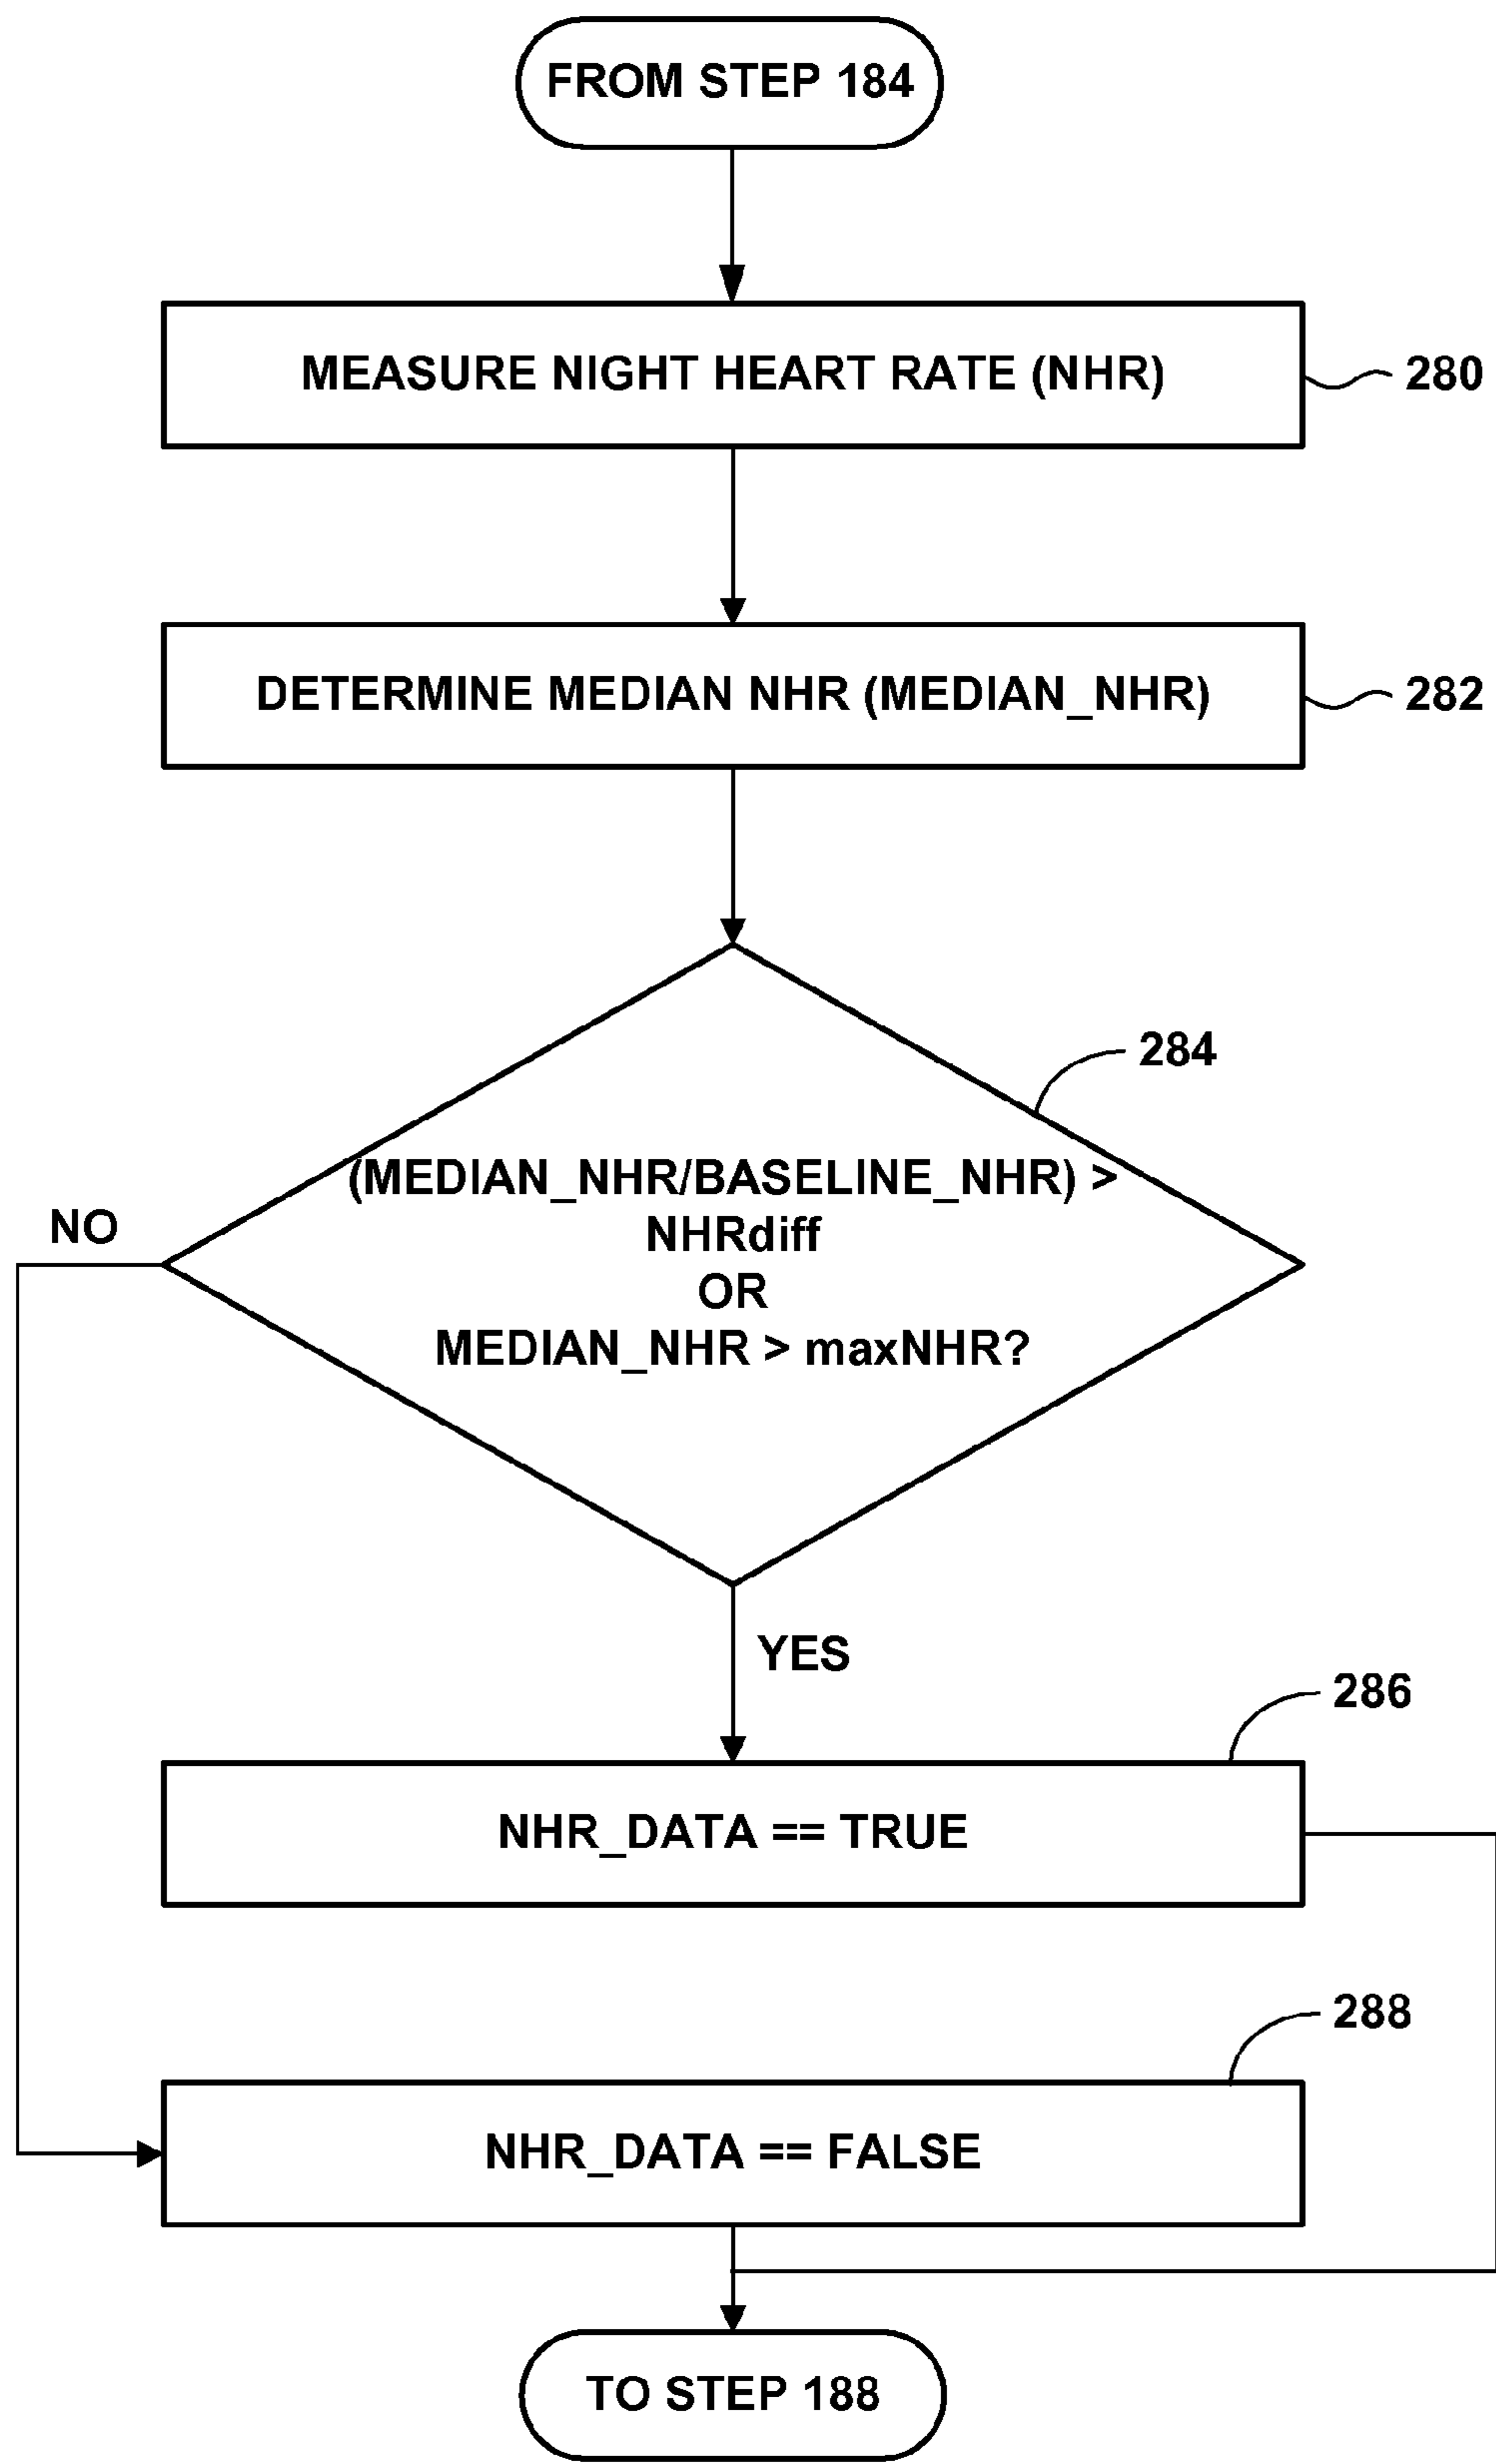 FROM STEP 184
MEASURE NIGHT HEART RATE (NHR)
280
DETERMINE MEDIAN NHR (MEDIAN_NHR)
282
284
(MEDIAN_NHR/BASELINE_NHR) >
NHRdiff
OR
MEDIAN_NHR > maxNHR?
NO
YES
286
NHR_DATA == TRUE
288
NHR_DATA == FALSE
TO STEP 188